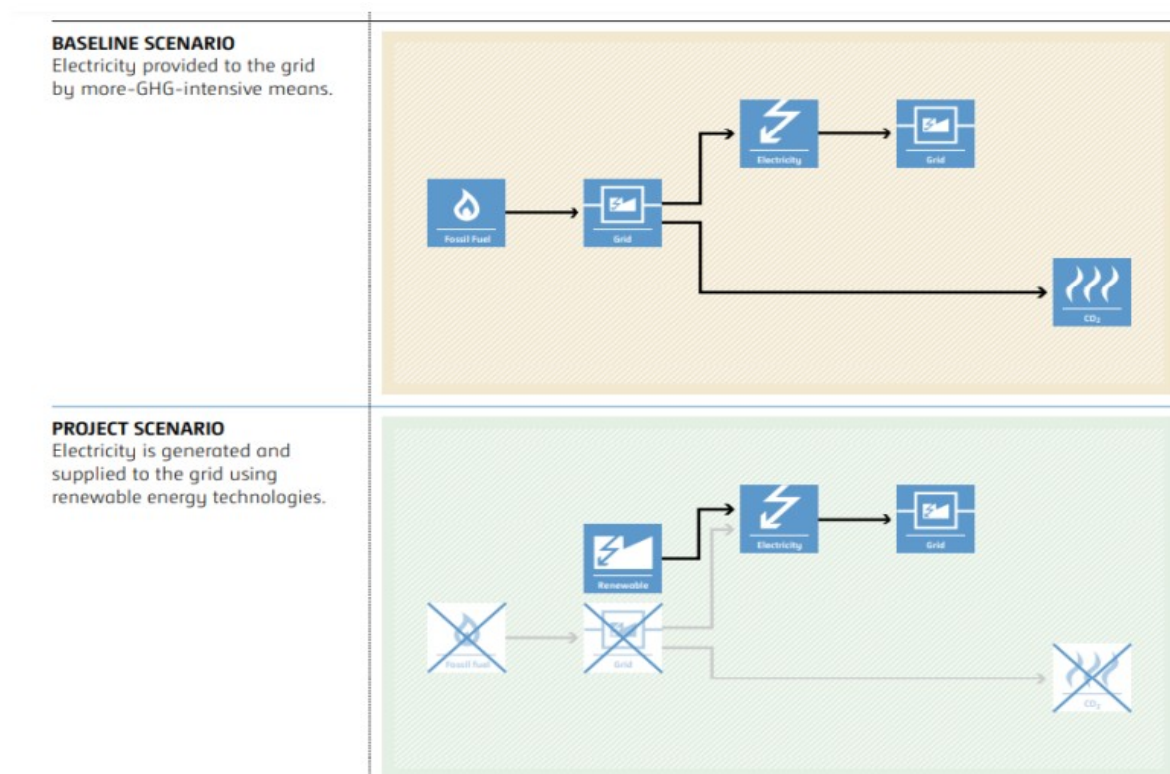 BASELINE SCENARIO
Electricity provided to the grid
by more-GHG-intensive means.
Electricity
Grid
Fossil Fuel
Grid
CO₂
PROJECT SCENARIO
Electricity is generated and
supplied to the grid using
renewable energy technologies.
Electricity
Grid
Renewable
Fossil Fuel
Grid
CO₂